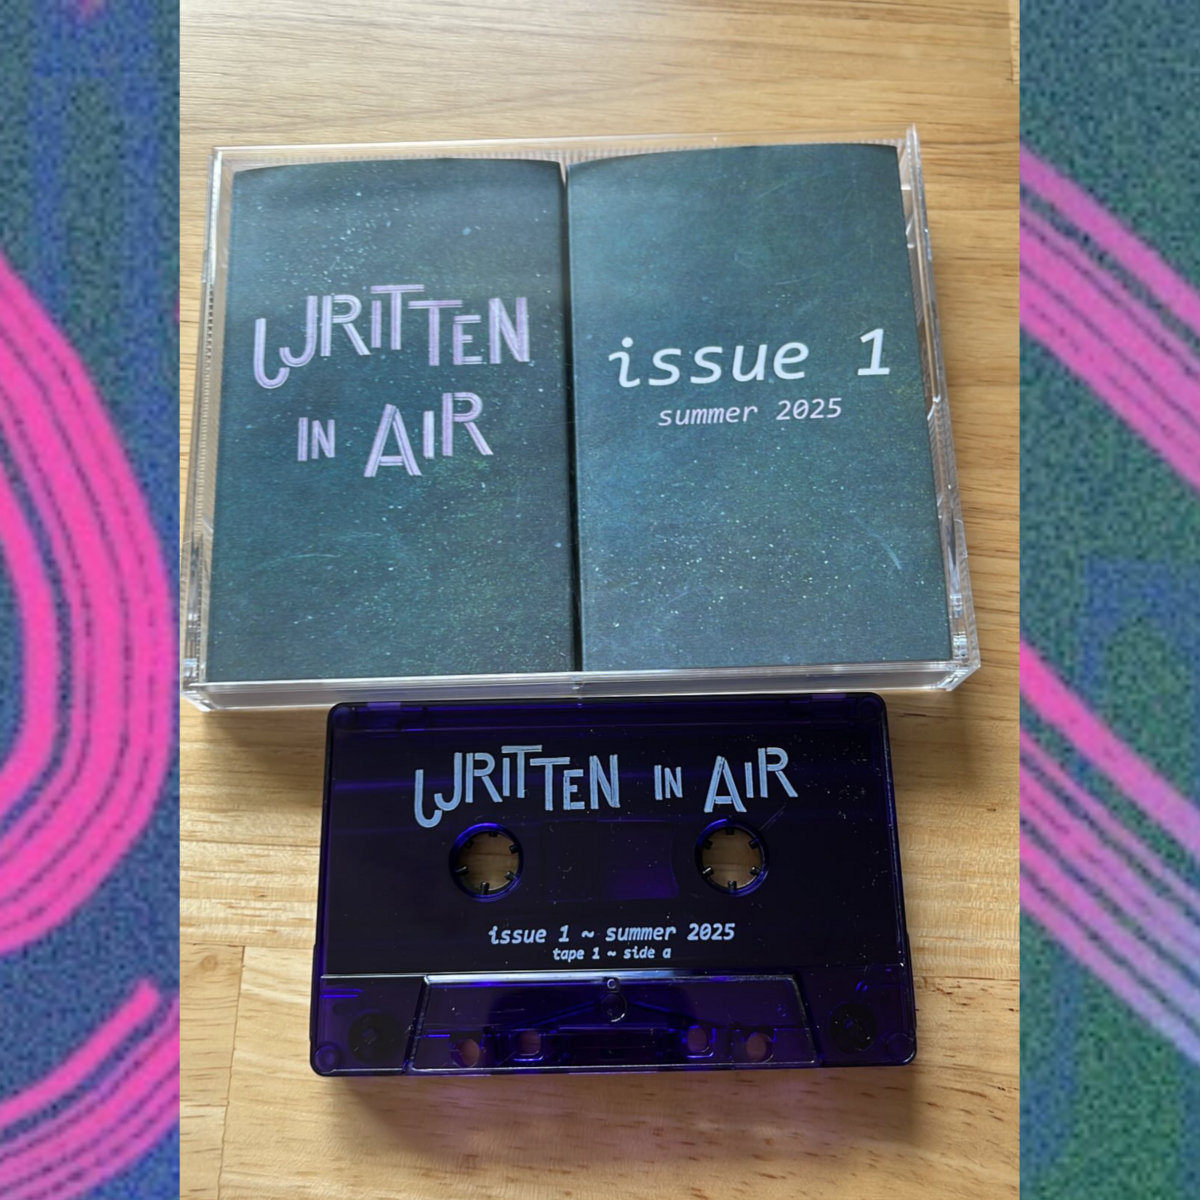 WRITTEN
IN AIR
issue 1
summer 2025
WRITTEN IN AIR
issue 1 ~ summer 2025
tape 1 ~ side a